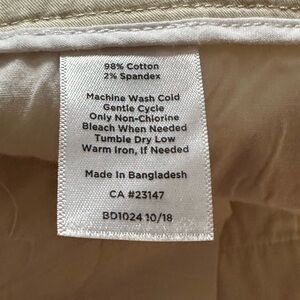 98% Cotton
2% Spandex
Machine Wash Cold
Gentle Cycle
Only Non-Chlorine
Bleach When Needed
Tumble Dry Low
Warm Iron, If Needed
Made In Bangladesh
CA #23147
BD1024 10/18